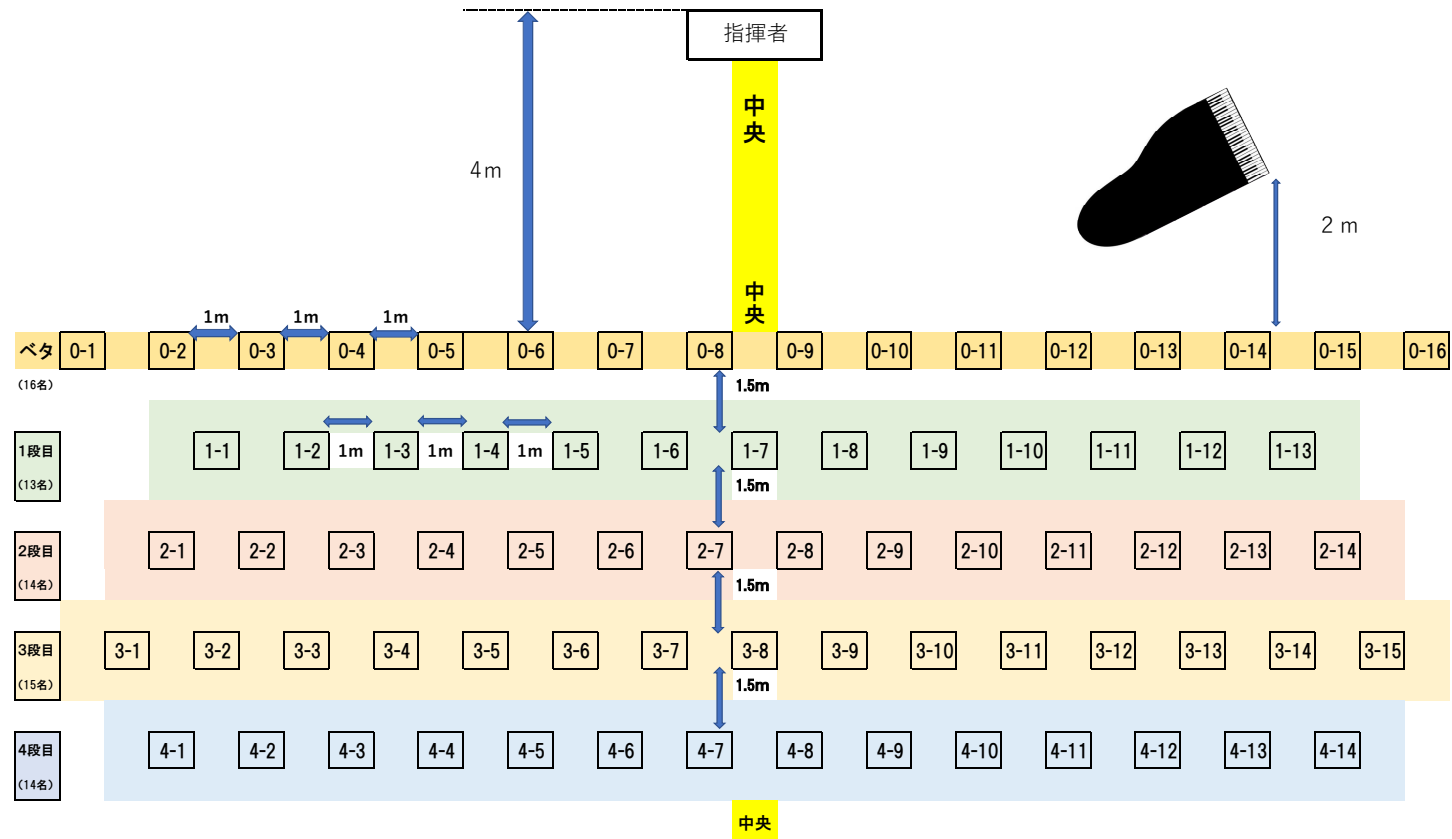 指揮者
中央
4m
2 m
中央
1m 1m 1m
ベタ 0-1 0-2 0-3 0-4 0-5 0-6 0-7 0-8 0-9 0-10 0-11 0-12 0-13 0-14 0-15 0-16
(16名) 1.5m
1段目 1-1 1-2 1m 1-3 1m 1-4 1m 1-5 1-6 1-7 1-8 1-9 1-10 1-11 1-12 1-13
(13名) 1.5m
2段目 2-1 2-2 2-3 2-4 2-5 2-6 2-7 2-8 2-9 2-10 2-11 2-12 2-13 2-14
(14名) 1.5m
3段目 3-1 3-2 3-3 3-4 3-5 3-6 3-7 3-8 3-9 3-10 3-11 3-12 3-13 3-14 3-15
(15名) 1.5m
4段目 4-1 4-2 4-3 4-4 4-5 4-6 4-7 4-8 4-9 4-10 4-11 4-12 4-13 4-14
(14名)
中央